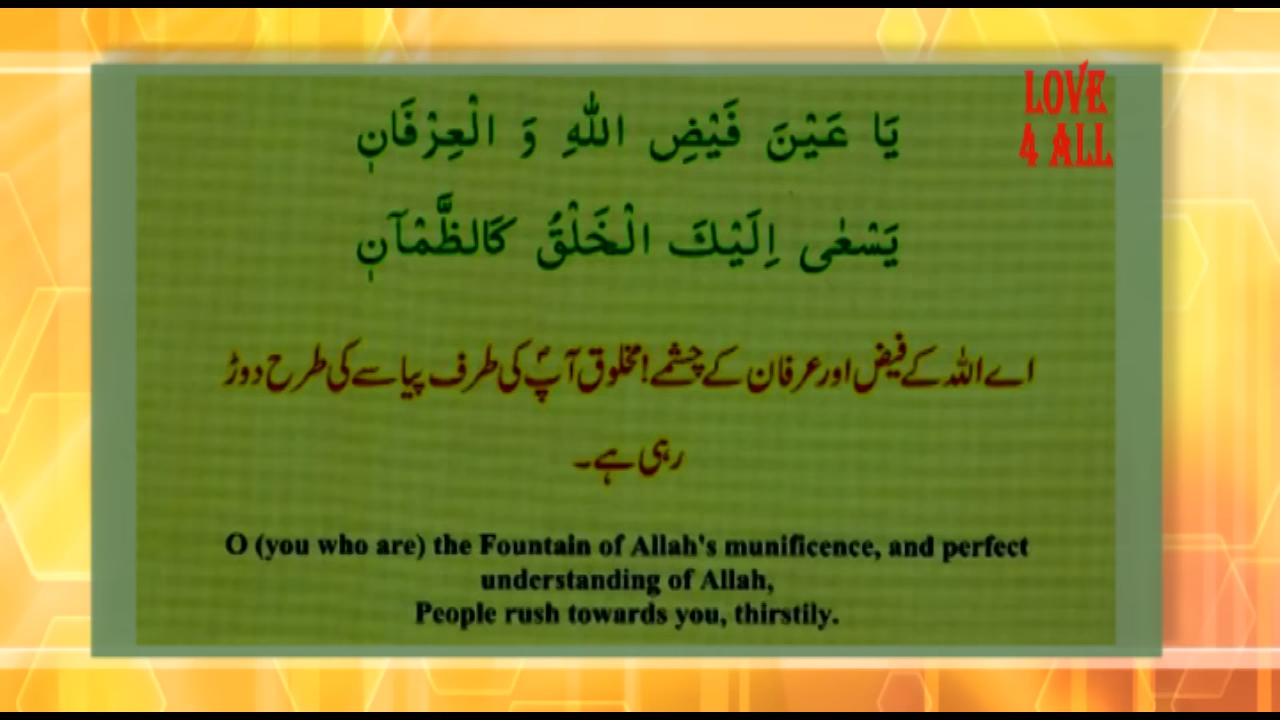 LOVE
4 ALL
يَا عَيْنَ فَيْضِ اللّٰهِ وَ الْعِرْفَانٖ
يَسْعٰى اِلَيْكَ الْخَلْقُ كَالظَّمْآنٖ
اے اللہ کے فیض اور عرفان کے چشمے! مخلوق آپؐ کی طرف پیاسے کی طرح دوڑ
رہی ہے۔
O (you who are) the Fountain of Allah's munificence, and perfect
understanding of Allah,
People rush towards you, thirstily.